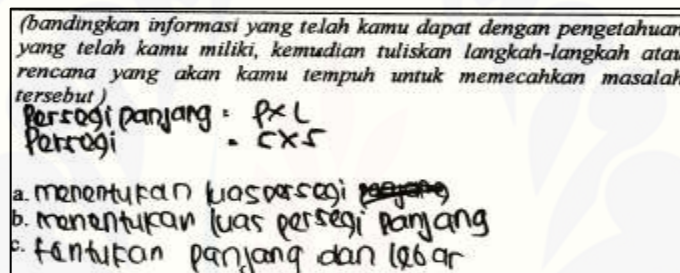 (bandingkan informasi yang telah kamu dapat dengan pengetahuan
yang telah kamu miliki, kemudian tuliskan langkah-langkah atau
rencana yang akan kamu tempuh untuk memecahkan masalah
tersebut)
Persegi panjang = P×L
Persegi = S×S
a. menentukan luas persegi
b. menentukan luas persegi panjang
c. tentukan panjang dan lebar